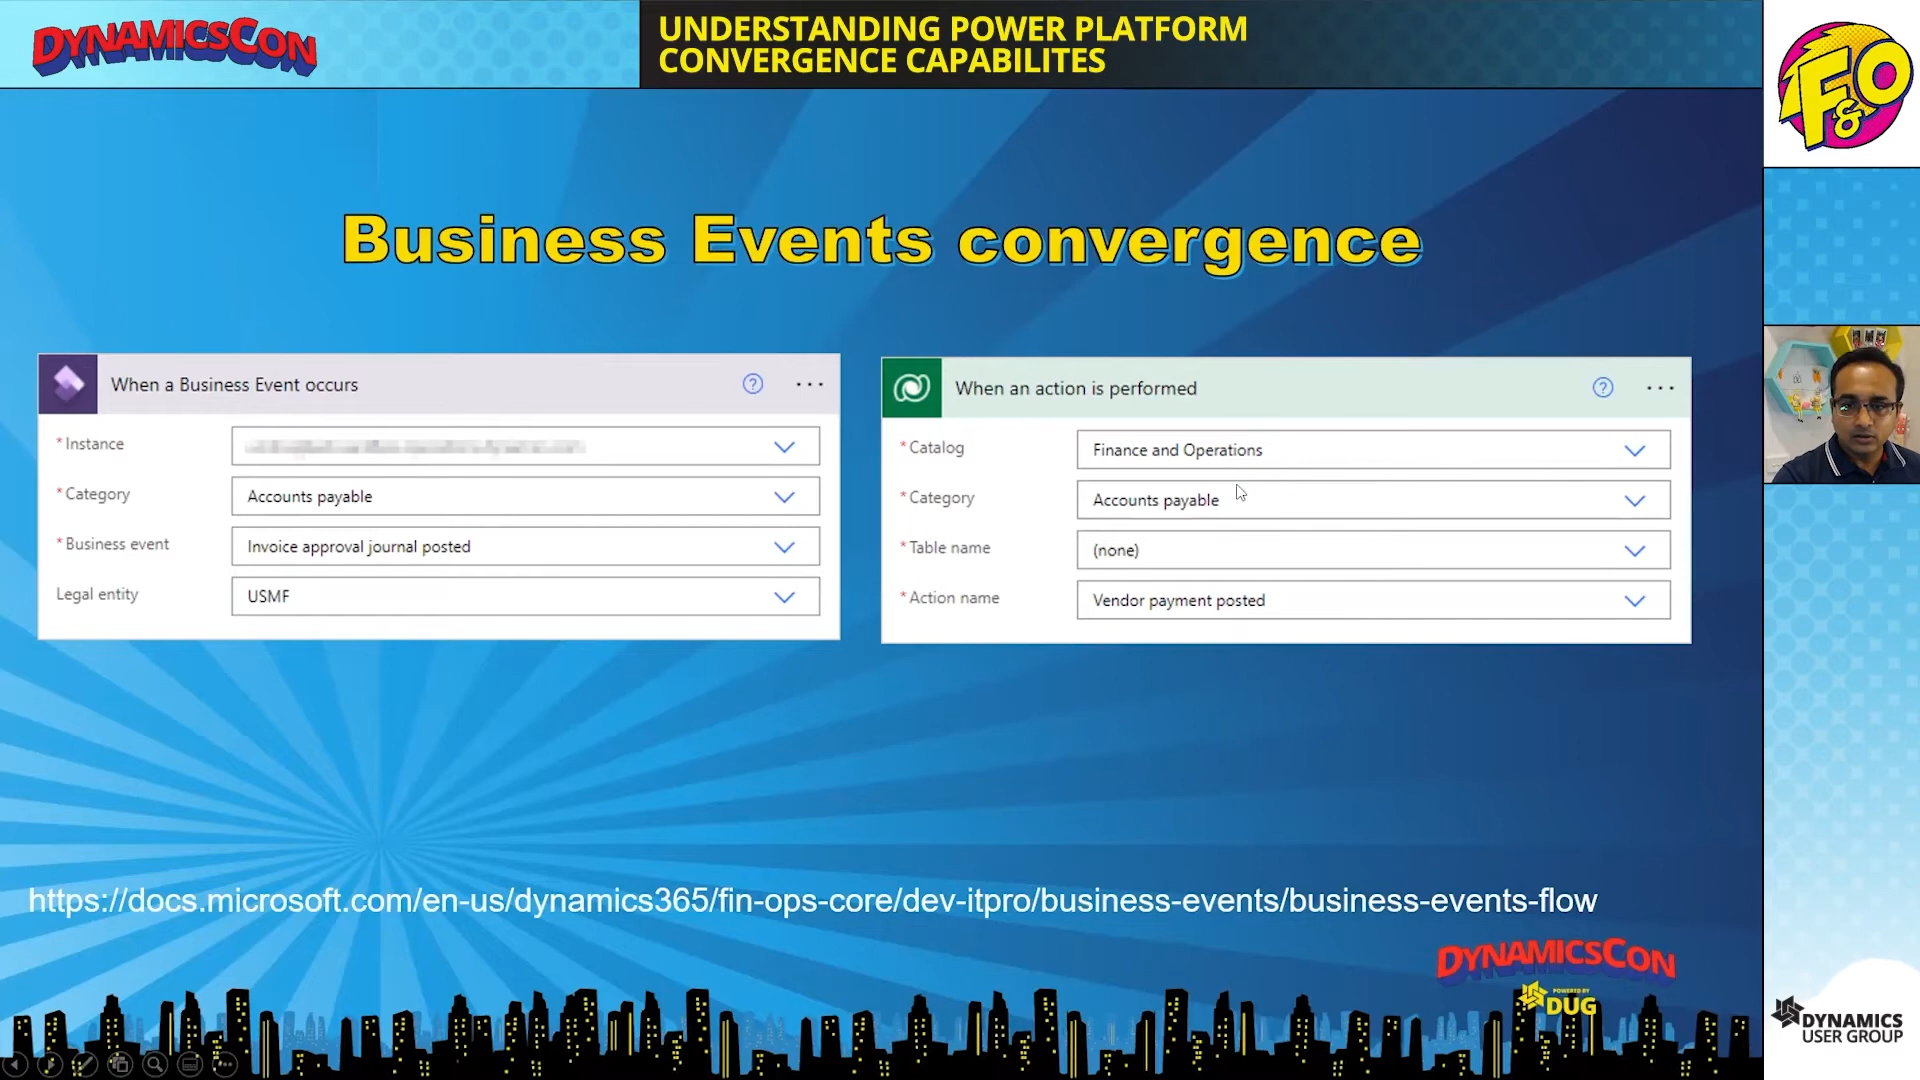 DYNAMICSCON
UNDERSTANDING POWER PLATFORM
CONVERGENCE CAPABILITES
F&O
Business Events convergence
When a Business Event occurs
*Instance
*Category
Accounts payable
*Business event
Invoice approval journal posted
Legal entity
USMF
When an action is performed
*Catalog
Finance and Operations
*Category
Accounts payable
*Table name
(none)
*Action name
Vendor payment posted
https://docs.microsoft.com/en-us/dynamics365/fin-ops-core/dev-itpro/business-events/business-events-flow
DYNAMICSCON
POWERED BY
DUG
DYNAMICS
USER GROUP